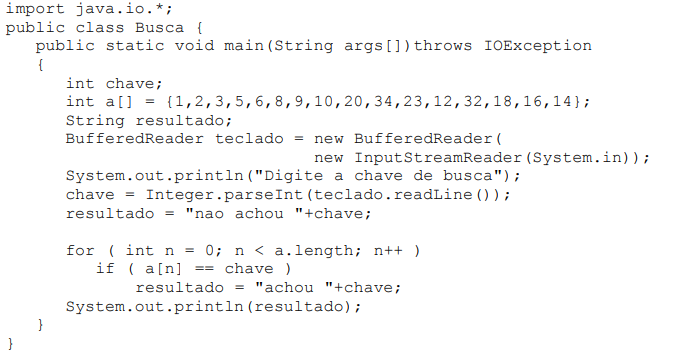 import java.io.*;
public class Busca {
   public static void main(String args[])throws IOException
   {
      int chave;
      int a[] = {1,2,3,5,6,8,9,10,20,34,23,12,32,18,16,14};
      String resultado;
      BufferedReader teclado = new BufferedReader(
                               new InputStreamReader(System.in));
      System.out.println("Digite a chave de busca");
      chave = Integer.parseInt(teclado.readLine());
      resultado = "nao achou "+chave;

      for ( int n = 0; n < a.length; n++ )
         if ( a[n] == chave )
             resultado = "achou "+chave;
      System.out.println(resultado);
   }
}